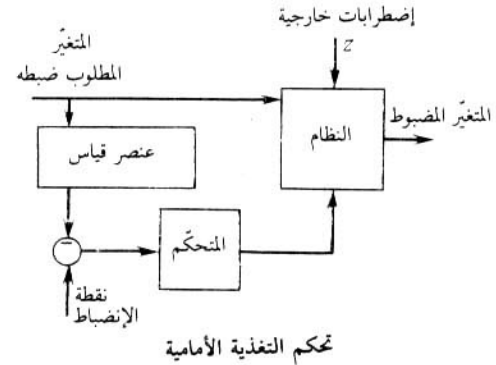 إضطرابات خارجية
z
المتغيّر
المطلوب ضبطه
النظام
المتغيّر المضبوط
عنصر قياس
المتحكّم
نقطة
الإنضباط
تحكم التغذية الأمامية